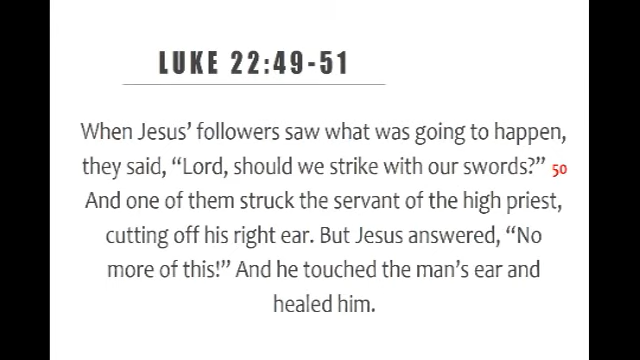 LUKE 22:49-51
When Jesus’ followers saw what was going to happen,
they said, “Lord, should we strike with our swords?” 50
And one of them struck the servant of the high priest,
cutting off his right ear. But Jesus answered, “No
more of this!” And he touched the man’s ear and
healed him.